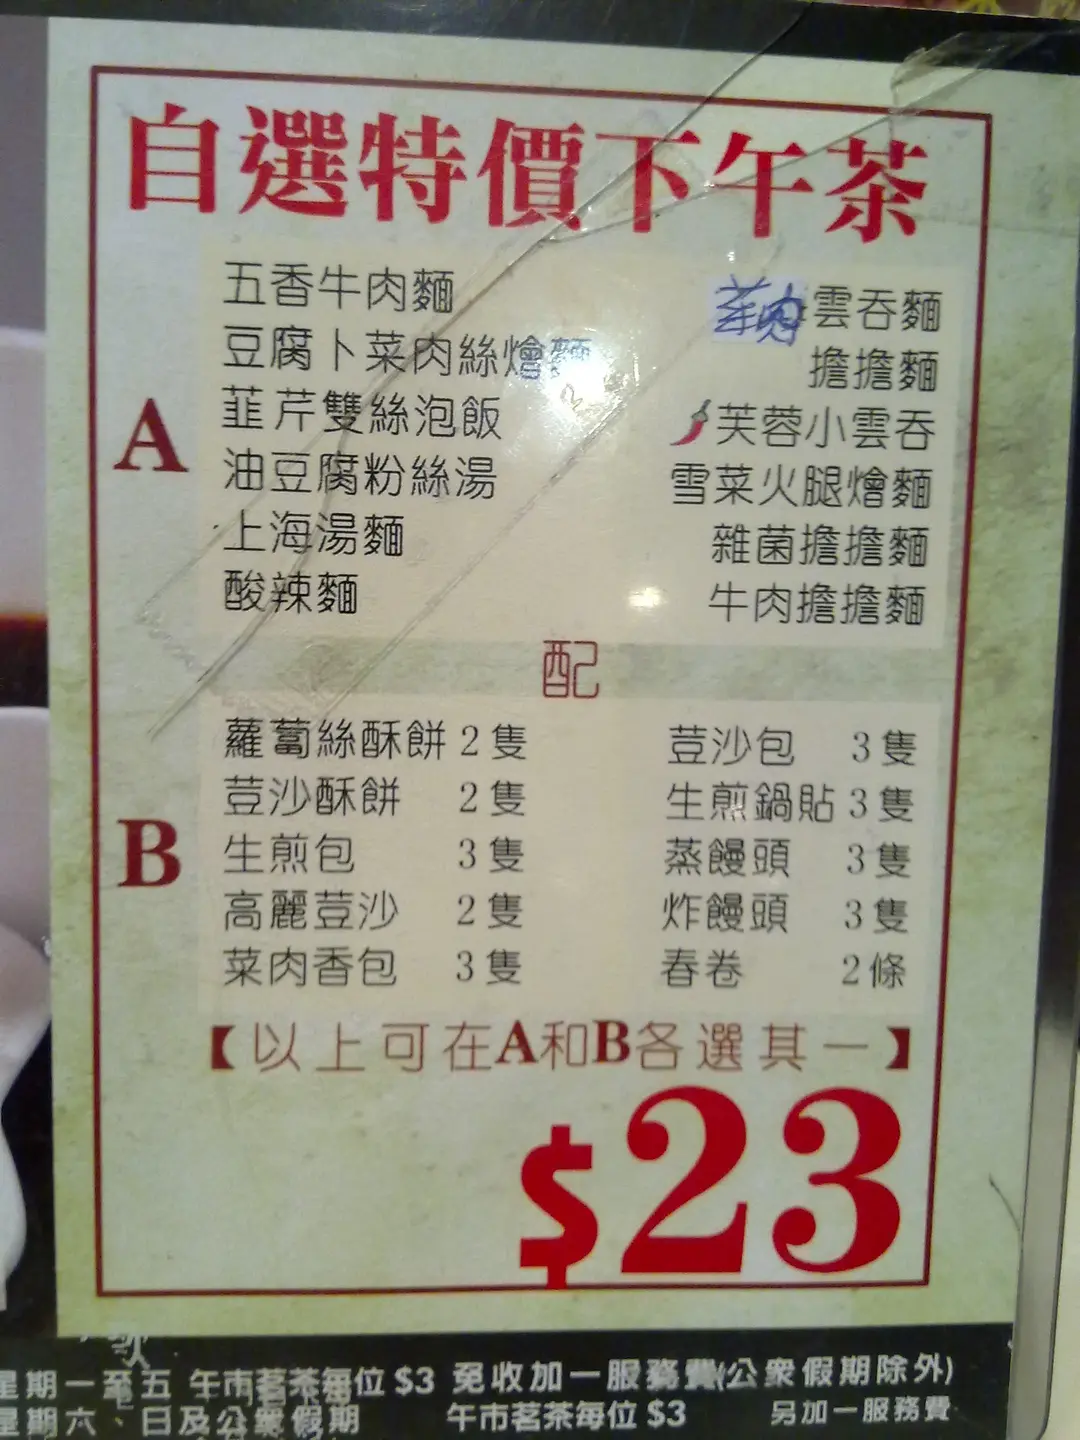 自選特價下午茶
A
五香牛肉麵
豆腐卜菜肉絲燴麵
韮芹雙絲泡飯
油豆腐粉絲湯
上海湯麵
酸辣麵
菜肉雲吞麵
擔擔麵
芙蓉小雲吞
雪菜火腿燴麵
雜菌擔擔麵
牛肉擔擔麵
配
B
蘿蔔絲酥餅 2隻
荳沙酥餅 2隻
生煎包 3隻
高麗荳沙 2隻
菜肉香包 3隻
荳沙包 3隻
生煎鍋貼 3隻
蒸饅頭 3隻
炸饅頭 3隻
春卷 2條
【以上可在A和B各選其一】
$23
星期一至五 午市茗茶每位 $3 免收加一服務費(公眾假期除外)
星期六、日及公眾假期 午市茗茶每位 $3 另加一服務費